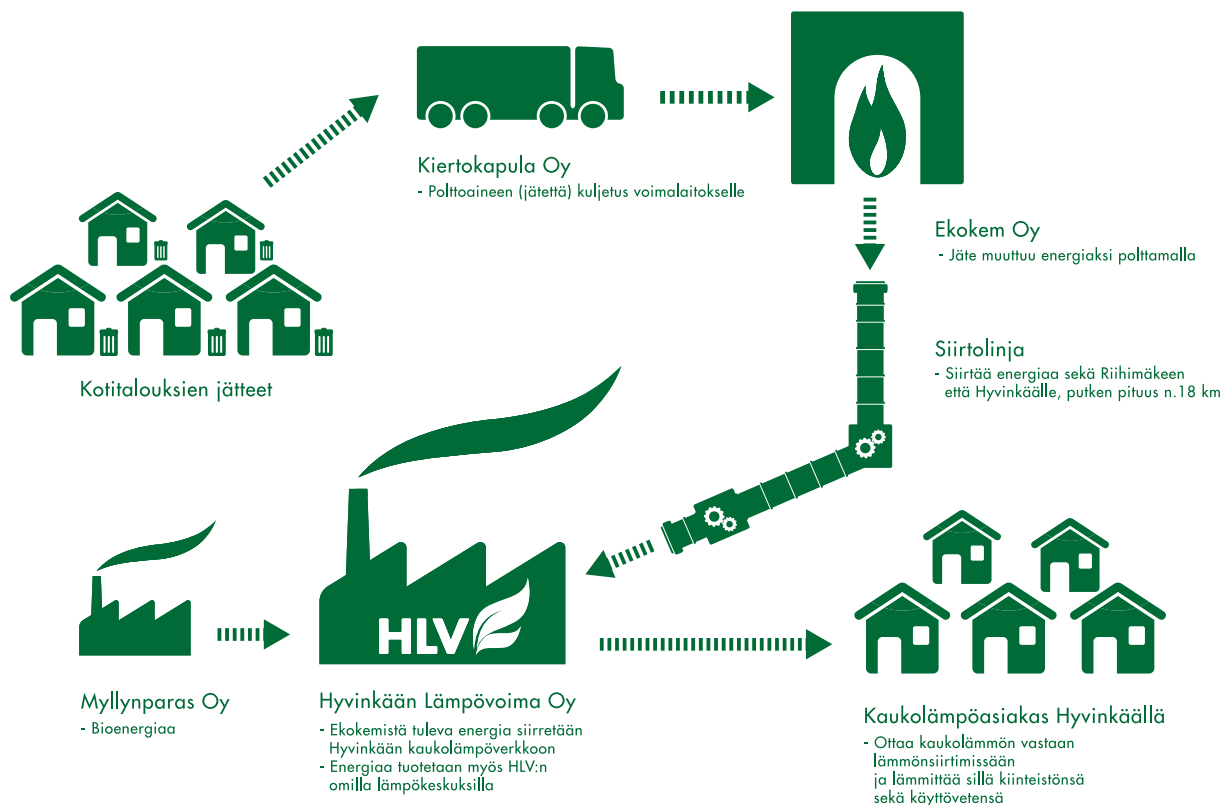 Kiertokapula Oy
- Polttoaineen (jätettä) kuljetus voimalaitokselle
Ekokem Oy
- Jäte muuttuu energiaksi polttamalla
Kotitalouksien jätteet
Siirtolinja
- Siirtää energiaa sekä Riihimäkeen
että Hyvinkäälle, putken pituus n.18 km
HLV
Myllynparas Oy
- Bioenergiaa
Hyvinkään Lämpövoima Oy
- Ekokemistä tuleva energia siirretään
Hyvinkään kaukolämpöverkkoon
- Energiaa tuotetaan myös HLV:n
omilla lämpökeskuksilla
Kaukolämpöasiakas Hyvinkäällä
- Ottaa kaukolämmön vastaan
lämmönsiirtimissään
ja lämmittää sillä kiinteistönsä
sekä käyttövetensä